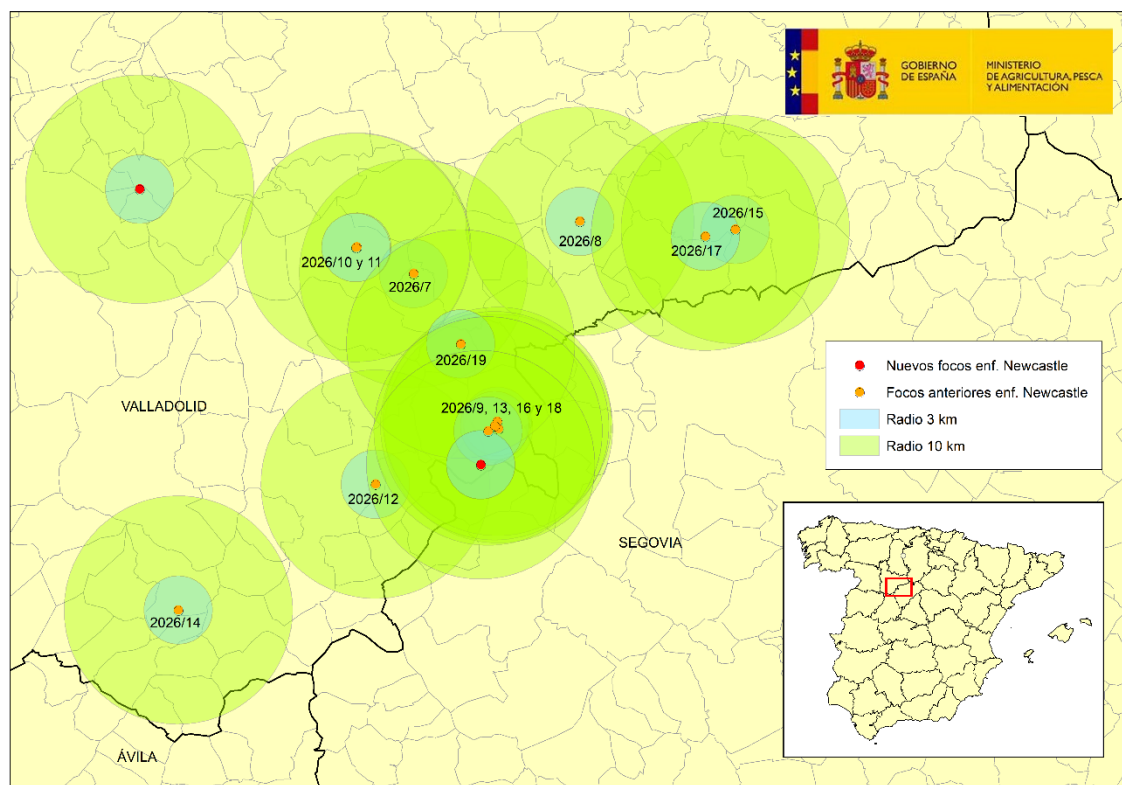 GOBIERNO
DE ESPAÑA
MINISTERIO
DE AGRICULTURA, PESCA
Y ALIMENTACIÓN
2026/15
2026/8
2026/17
2026/10 y 11
2026/7
2026/19
Nuevos focos enf. Newcastle
Focos anteriores enf. Newcastle
Radio 3 km
Radio 10 km
VALLADOLID
2026/9, 13, 16 y 18
2026/12
SEGOVIA
2026/14
ÁVILA